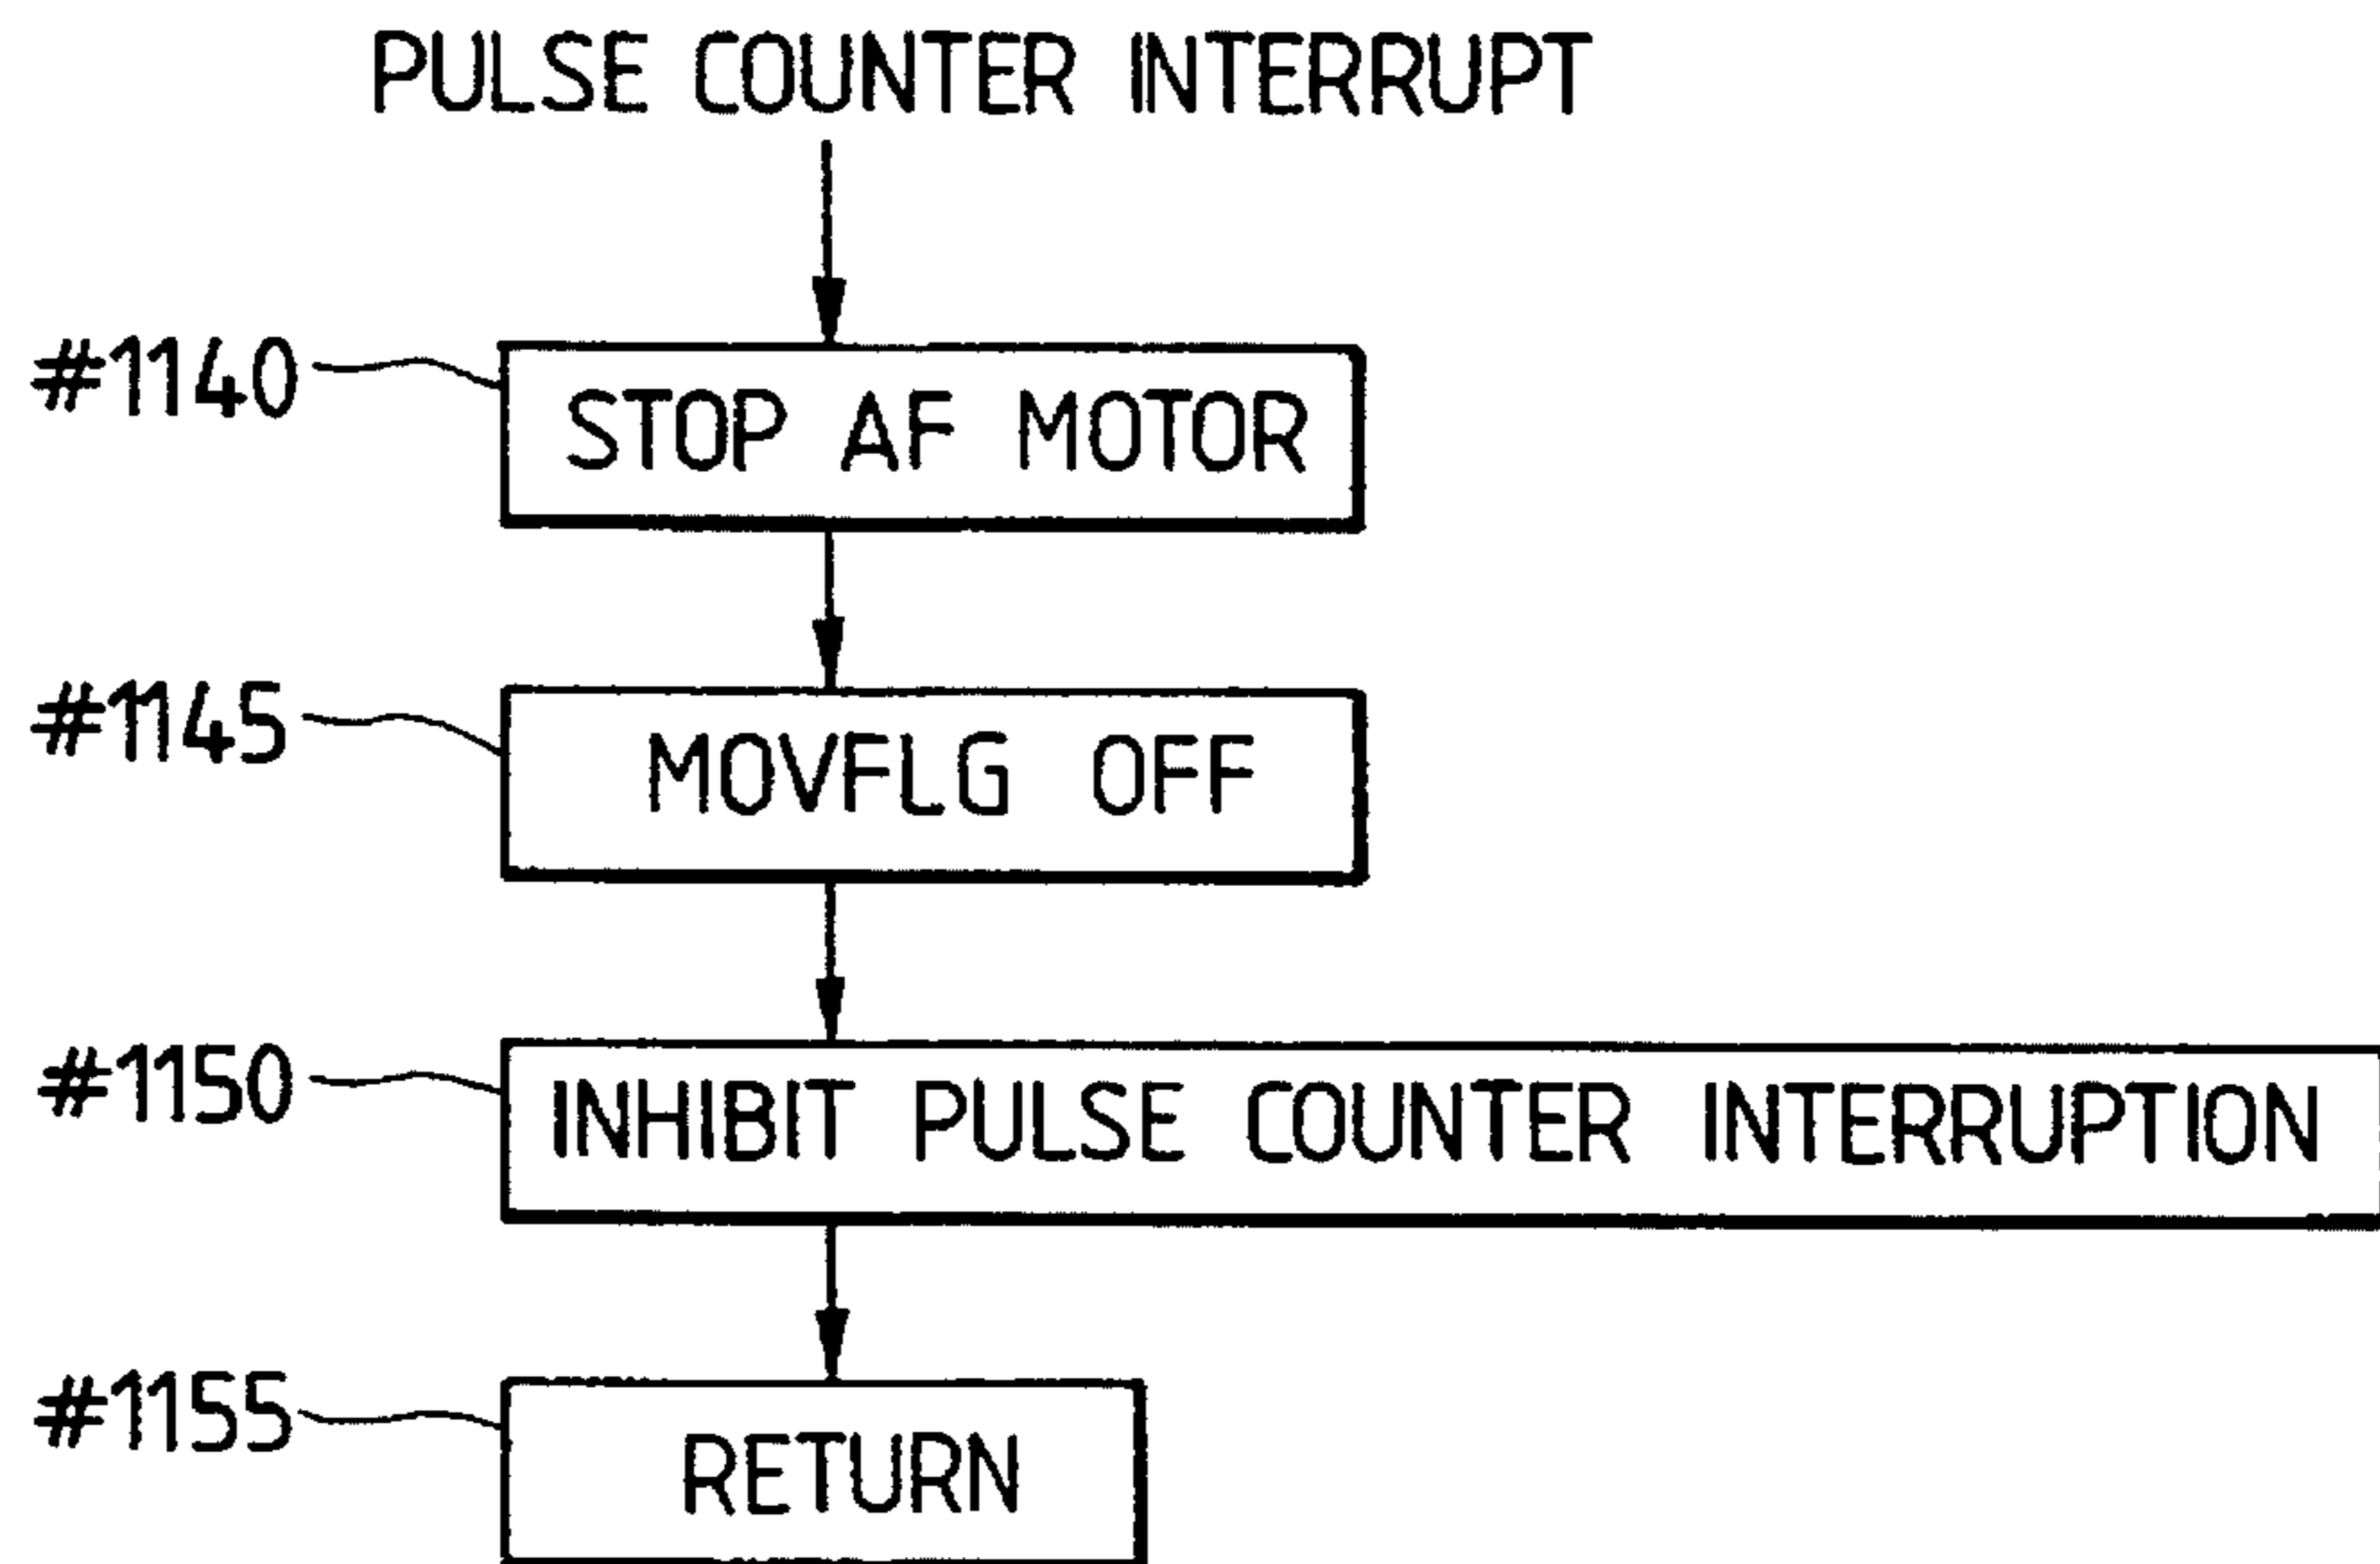 PULSE COUNTER INTERRUPT
#1140
STOP AF MOTOR
#1145
MOVFLG OFF
#1150
INHIBIT PULSE COUNTER INTERRUPTION
#1155
RETURN